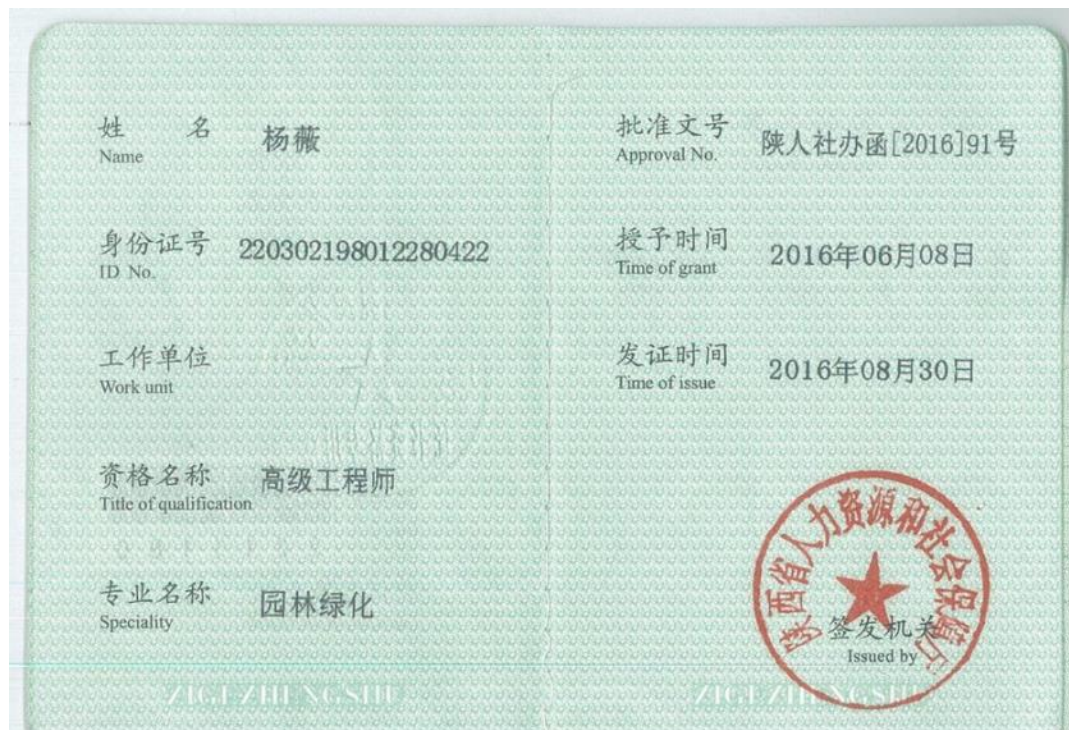 姓名 杨薇
Name
身份证号 220302198012280422
ID No.
工作单位
Work unit
资格名称 高级工程师
Title of qualification
专业名称 园林绿化
Speciality
ZIGEZHENGSHU
批准文号 陕人社办函[2016]91号
Approval No.
授予时间 2016年06月08日
Time of grant
发证时间 2016年08月30日
Time of issue
陕西省人力资源和社会保障厅
签发机关
Issued by
ZIGEZHENGSHU